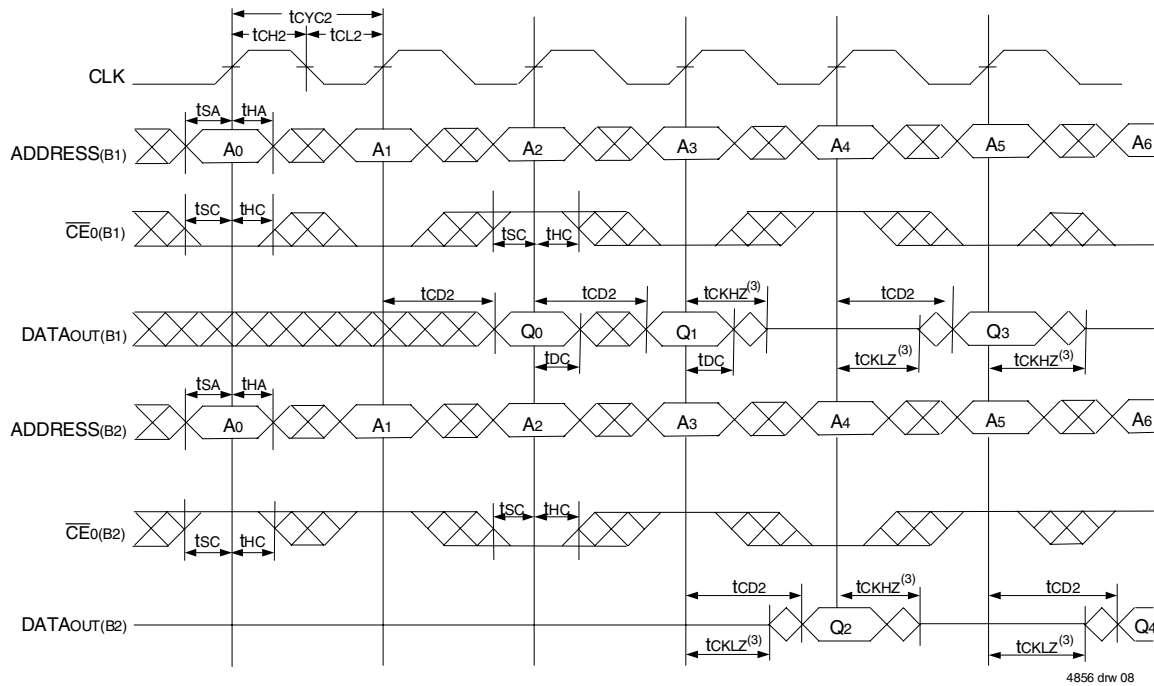 tCYC2
tCH2 tCL2
CLK
tSA tHA
ADDRESS(B1) A0 A1 A2 A3 A4 A5 A6
tSC tHC
CE0(B1)
tSC tHC
tCD2 tCD2 tCKHZ(3) tCD2
DATAOUT(B1) Q0 Q1 Q3
tDC tDC tCKLZ(3) tCKHZ(3)
tSA tHA
ADDRESS(B2) A0 A1 A2 A3 A4 A5 A6
tSC tHC
CE0(B2)
tSC tHC
tCD2 tCKHZ(3) tCD2
DATAOUT(B2) Q2 Q4
tCKLZ(3) tCKLZ(3)
4856 drw 08